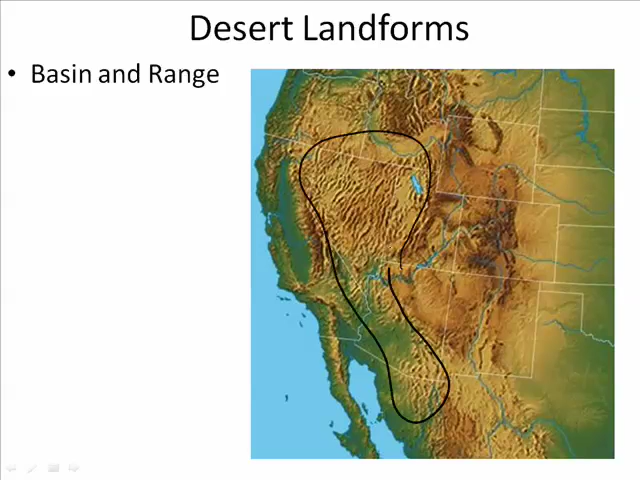 Desert Landforms
• Basin and Range